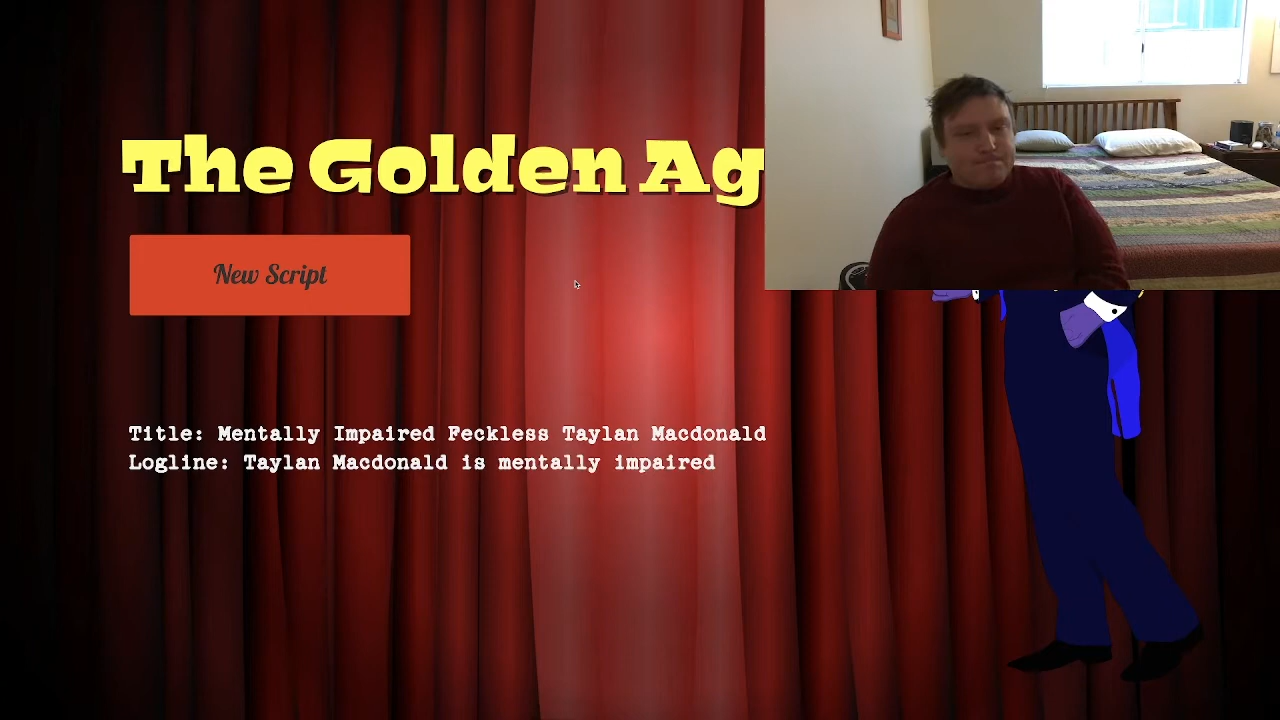 The Golden Ag
New Script
Title: Mentally Impaired Feckless Taylan Macdonald
Logline: Taylan Macdonald is mentally impaired